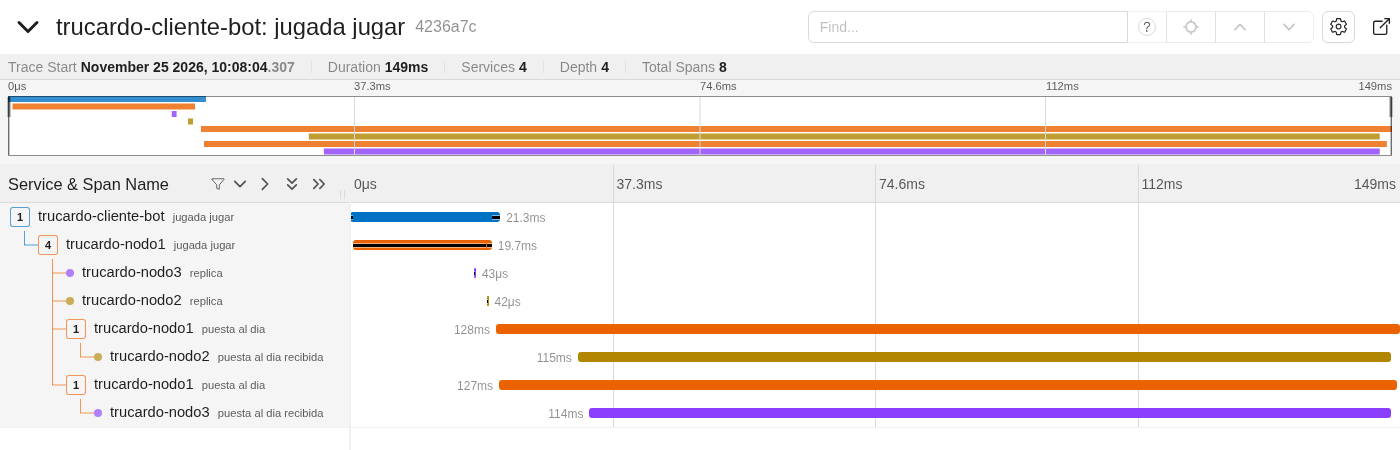 trucardo-cliente-bot: jugada jugar 4236a7c
Find...
?
Trace Start November 25 2026, 10:08:04.307 Duration 149ms Services 4 Depth 4 Total Spans 8
0μs 37.3ms 74.6ms 112ms 149ms
Service & Span Name 0μs 37.3ms 74.6ms 112ms 149ms
1 trucardo-cliente-bot jugada jugar 21.3ms
4 trucardo-nodo1 jugada jugar 19.7ms
trucardo-nodo3 replica 43μs
trucardo-nodo2 replica 42μs
1 trucardo-nodo1 puesta al dia 128ms
trucardo-nodo2 puesta al dia recibida 115ms
1 trucardo-nodo1 puesta al dia 127ms
trucardo-nodo3 puesta al dia recibida 114ms